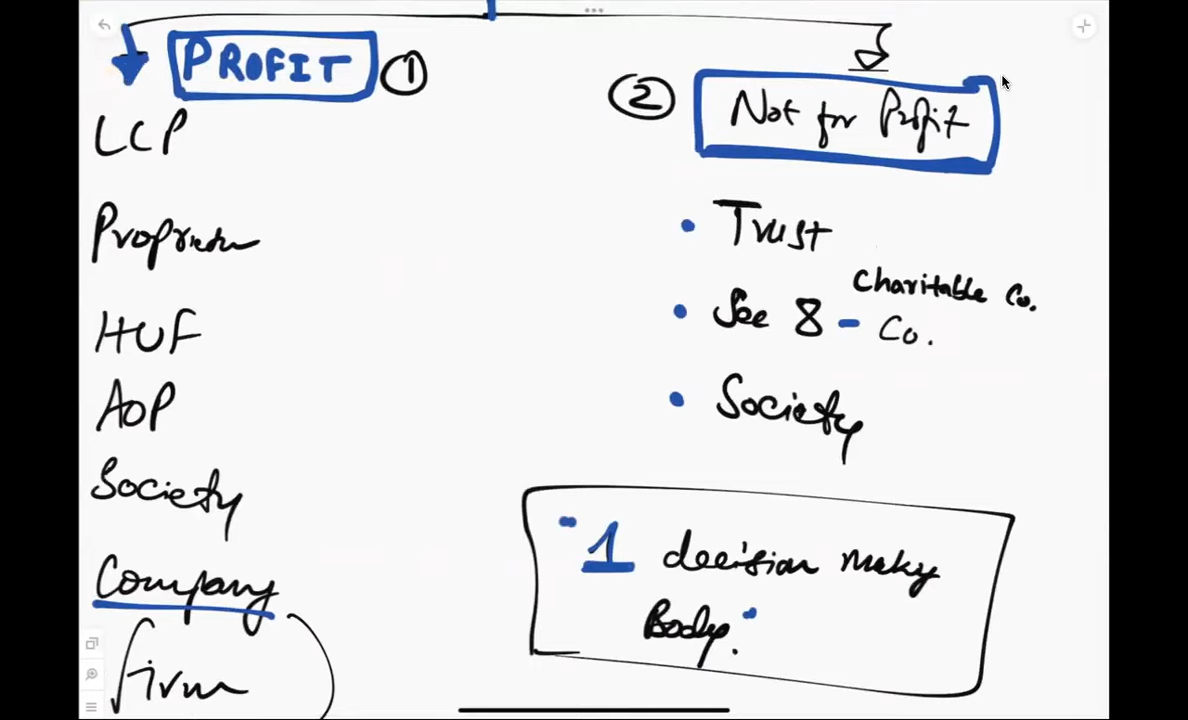 PROFIT ①
LCP
Proprietor
HUF
AOP
Society
Company
Firm
② Not for Profit
• Trust
• Sec 8 - Co.
Charitable Co.
• Society
"1 decision making
Body."